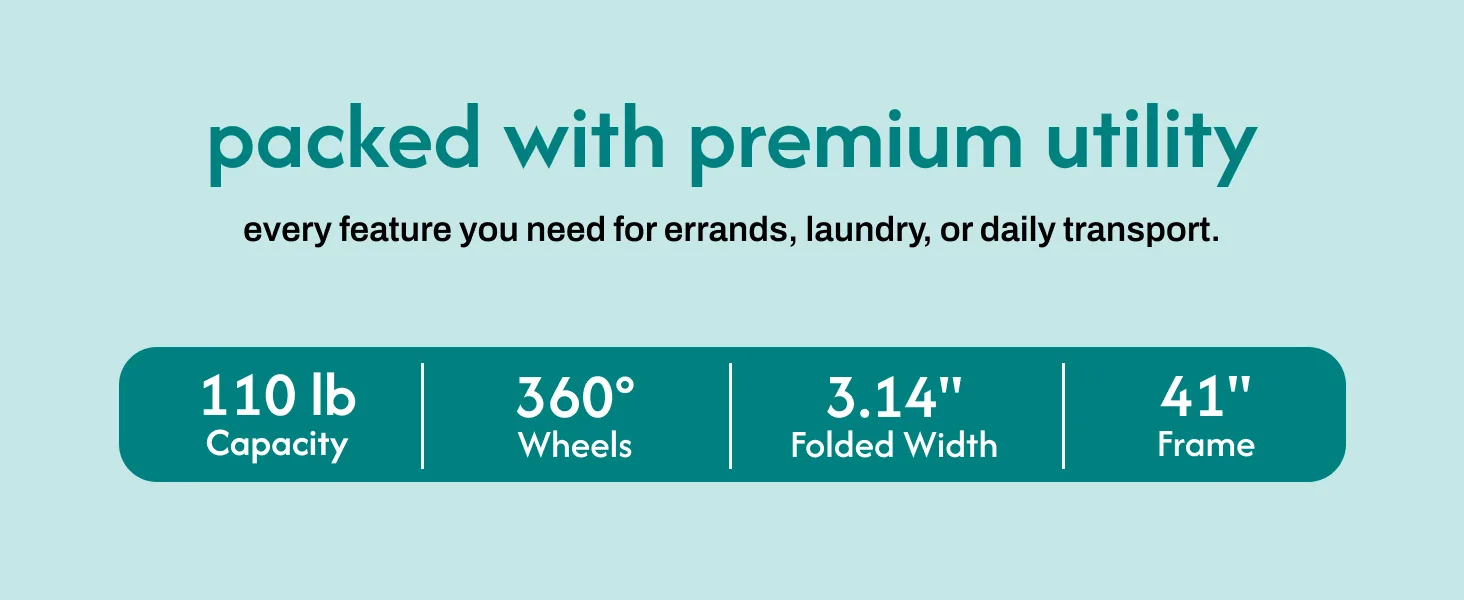 packed with premium utility
every feature you need for errands, laundry, or daily transport.
110 lb
Capacity
360°
Wheels
3.14"
Folded Width
41"
Frame